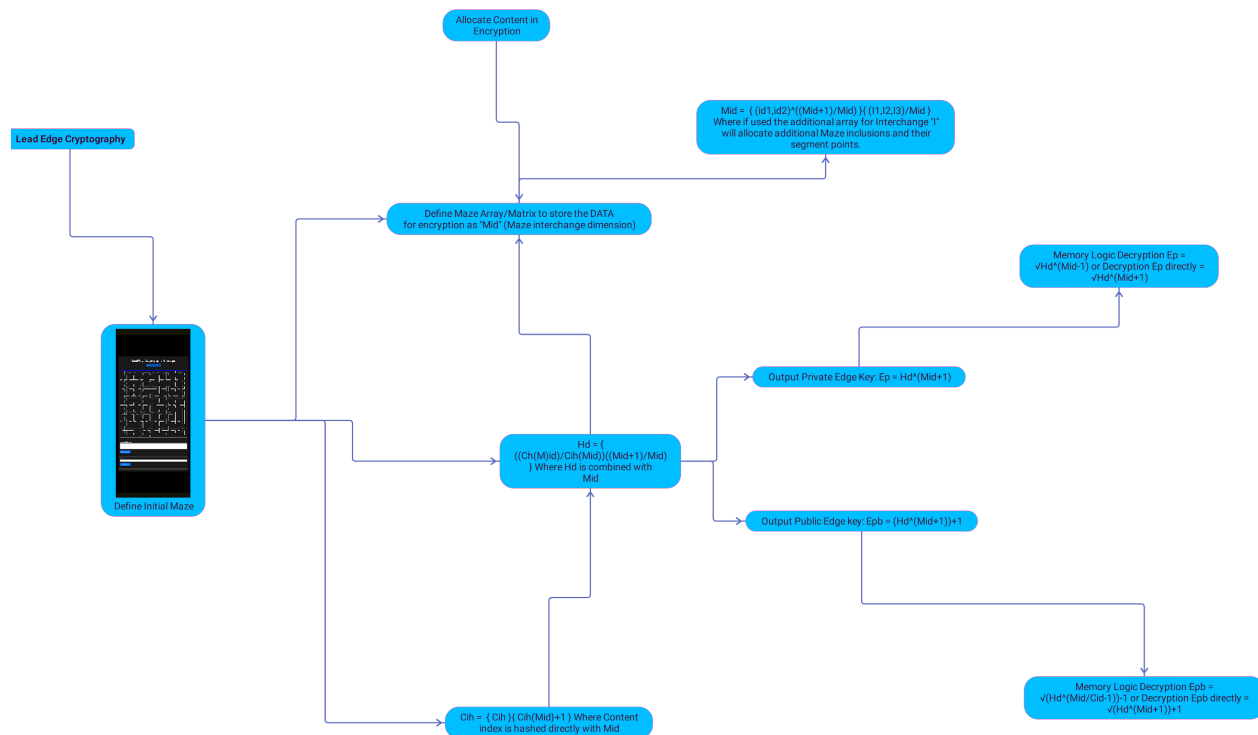 Allocate Content in
Encryption
Mid = { (id1,id2)^((Mid+1)/Mid) }{ (I1,I2,I3)/Mid }
Where if used the additional array for Interchange "I"
will allocate additional Maze inclusions and their
segment points.
Lead Edge Cryptography
Define Maze Array/Matrix to store the DATA
for encryption as "Mid" (Maze interchange dimension)
Memory Logic Decryption Ep =
√Hd^(Mid-1) or Decryption Ep directly =
√Hd^(Mid+1)
Output Private Edge Key: Ep = Hd^(Mid+1)
Hd = {
((Ch(M)id)/Cih(Mid))((Mid+1)/Mid)
} Where Hd is combined with
Mid
Define Initial Maze
Output Public Edge key: Epb = (Hd^(Mid+1))+1
Memory Logic Decryption Epb =
√(Hd^(Mid/Cid-1))-1 or Decryption Epb directly =
√(Hd^(Mid+1))+1
Cih = { Cih }{ Cih(Mid}+1 } Where Content
index is hashed directly with Mid